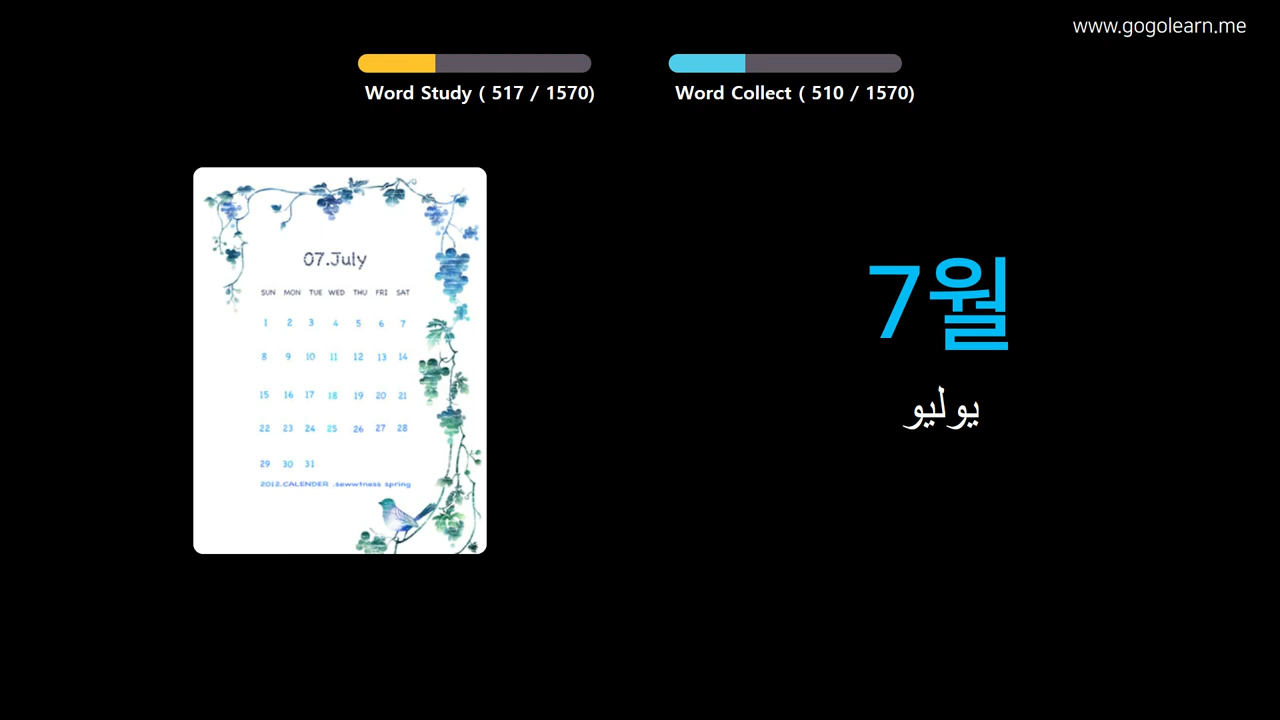 www.gogolearn.me
Word Study ( 517 / 1570)
Word Collect ( 510 / 1570)
07.July
SUN MON TUE WED THU FRI SAT
1 2 3 4 5 6 7
8 9 10 11 12 13 14
15 16 17 18 19 20 21
22 23 24 25 26 27 28
29 30 31
2012.CALENDER .sewwtness spring
7월
يوليو